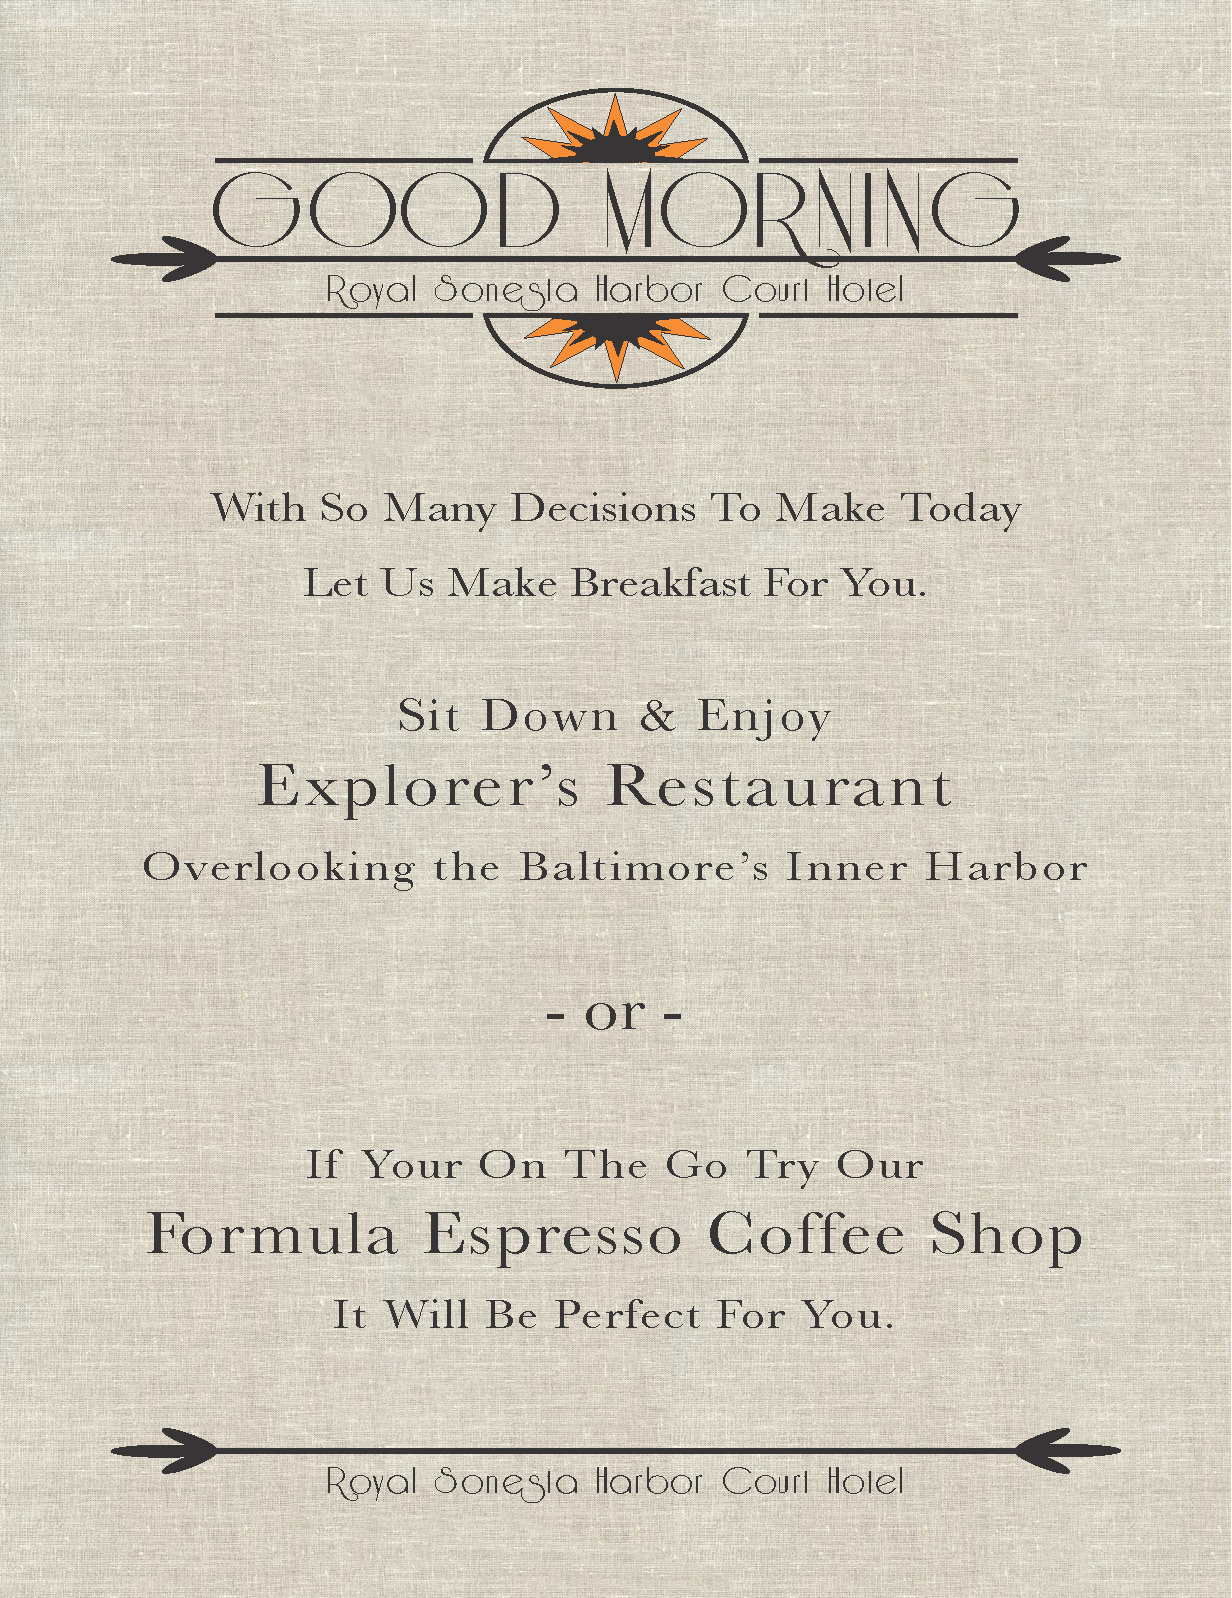 GOOD MORNING
Royal Sonesta Harbor Court Hotel
With So Many Decisions To Make Today
Let Us Make Breakfast For You.
Sit Down & Enjoy
Explorer’s Restaurant
Overlooking the Baltimore’s Inner Harbor
- or -
If Your On The Go Try Our
Formula Espresso Coffee Shop
It Will Be Perfect For You.
Royal Sonesta Harbor Court Hotel